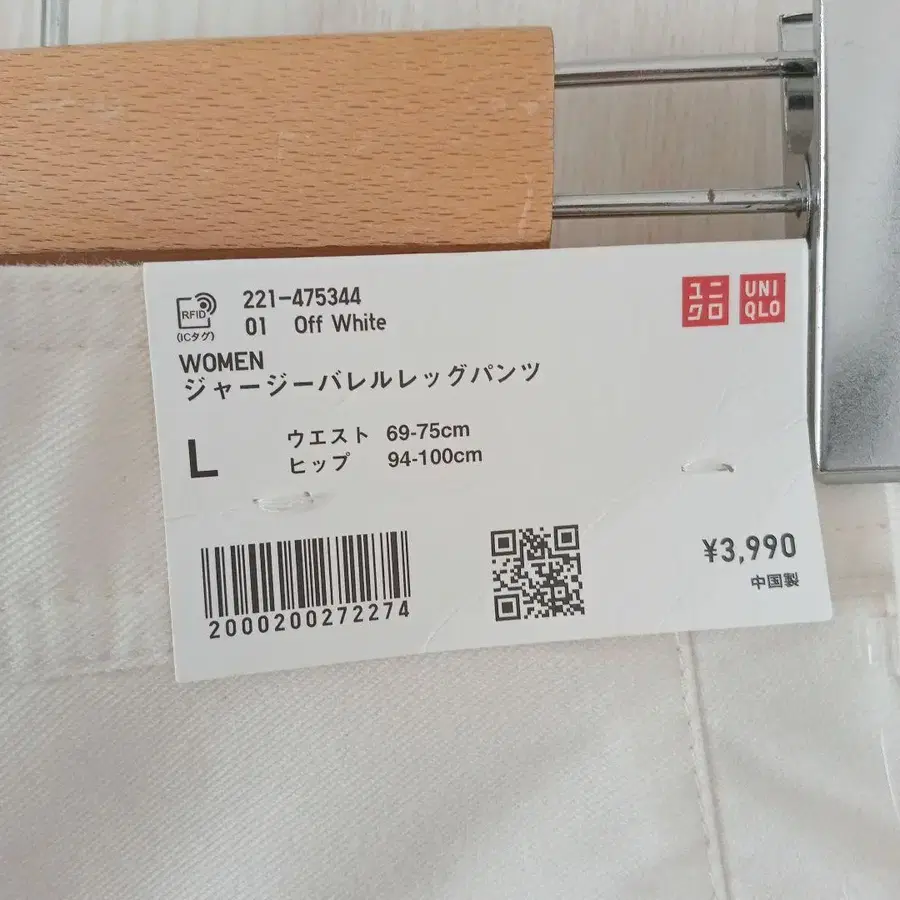 RFID
(ICタグ)
221-475344
01 Off White
ユニ
クロ
UNI
QLO
WOMEN
ジャージーバレルレッグパンツ
L
ウエスト 69-75cm
ヒップ 94-100cm
2000200272274
¥3,990
中国製